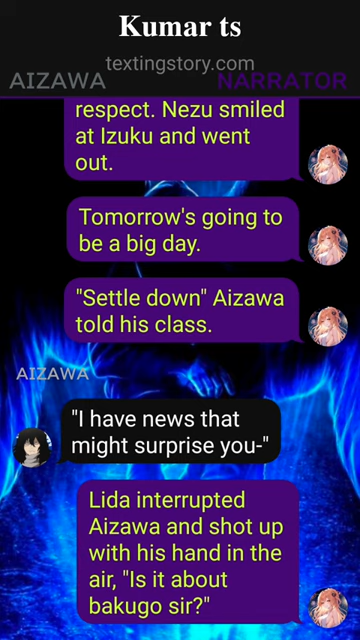 Kumar ts
textingstory.com
AIZAWA NARRATOR
respect. Nezu smiled
at Izuku and went
out.
Tomorrow's going to
be a big day.
"Settle down" Aizawa
told his class.
AIZAWA
"I have news that
might surprise you-"
Lida interrupted
Aizawa and shot up
with his hand in the
air, "Is it about
bakugo sir?"